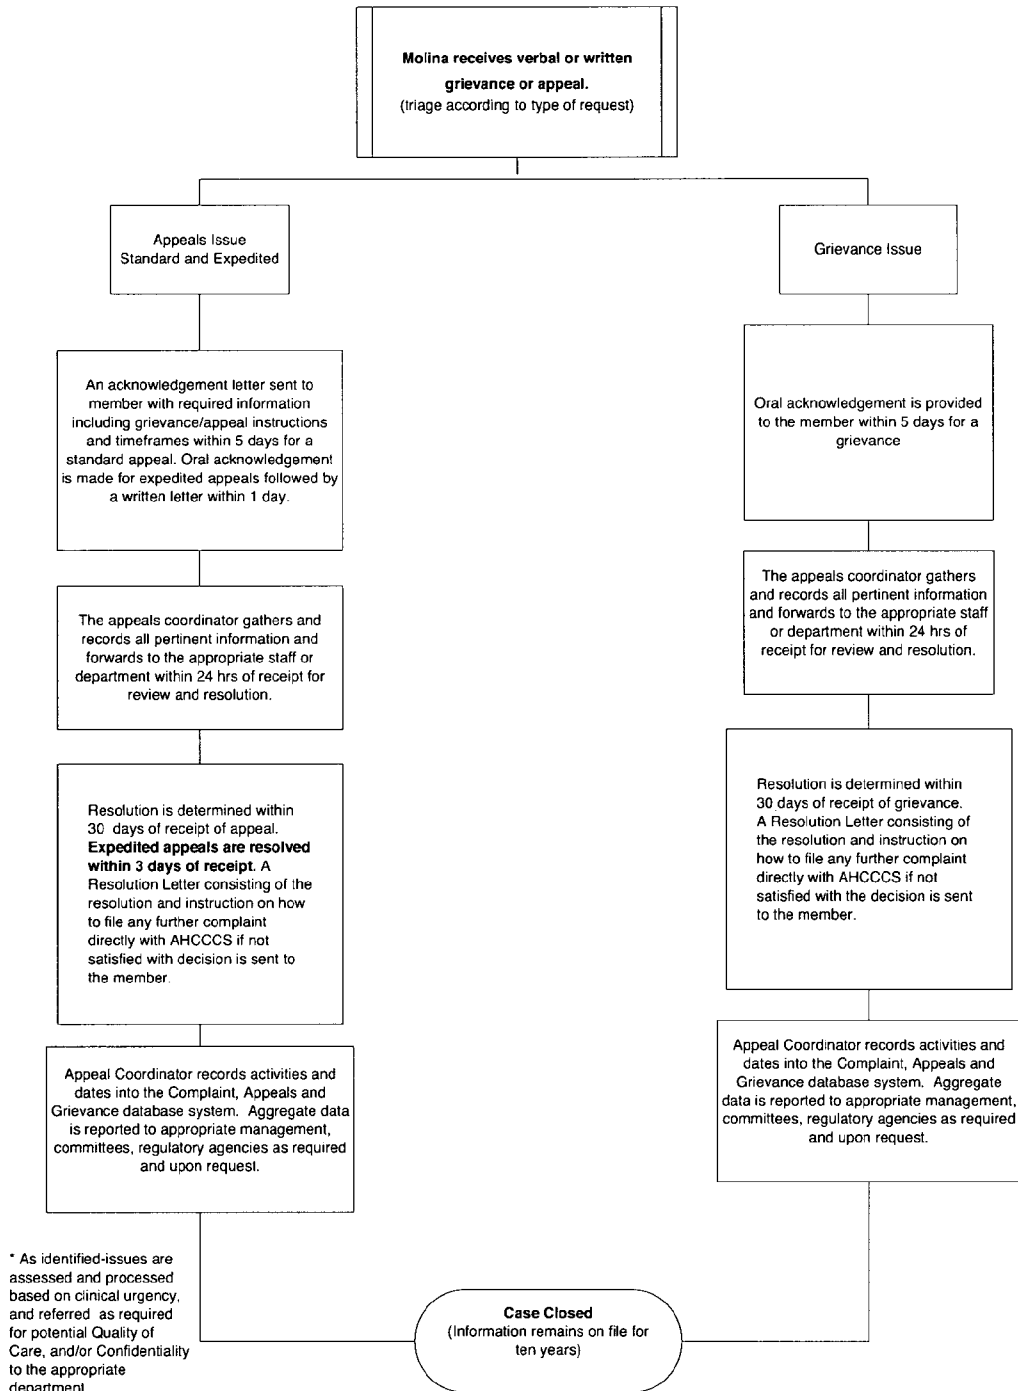 Molina receives verbal or written
grievance or appeal.
(triage according to type of request)
Appeals Issue
Standard and Expedited
An acknowledgement letter sent to
member with required information
including grievance/appeal instructions
and timeframes within 5 days for a
standard appeal. Oral acknowledgement
is made for expedited appeals followed by
a written letter within 1 day.
The appeals coordinator gathers and
records all pertinent information and
forwards to the appropriate staff or
department within 24 hrs of receipt for
review and resolution.
Resolution is determined within
30 days of receipt of appeal.
Expedited appeals are resolved
within 3 days of receipt. A
Resolution Letter consisting of the
resolution and instruction on how
to file any further complaint
directly with AHCCCS if not
satisfied with decision is sent to
the member.
Appeal Coordinator records activities and
dates into the Complaint, Appeals and
Grievance database system. Aggregate data
is reported to appropriate management,
committees, regulatory agencies as required
and upon request.
Grievance Issue
Oral acknowledgement is provided
to the member within 5 days for a
grievance
The appeals coordinator gathers
and records all pertinent information
and forwards to the appropriate staff
or department within 24 hrs of
receipt for review and resolution.
Resolution is determined within
30 days of receipt of grievance.
A Resolution Letter consisting of
the resolution and instruction on
how to file any further complaint
directly with AHCCCS if not
satisfied with the decision is sent
to the member.
Appeal Coordinator records activities and
dates into the Complaint, Appeals and
Grievance database system. Aggregate
data is reported to appropriate management,
committees, regulatory agencies as required
and upon request.
* As identified-issues are
assessed and processed
based on clinical urgency,
and referred as required
for potential Quality of
Care, and/or Confidentiality
to the appropriate
department
Case Closed
(Information remains on file for
ten years)